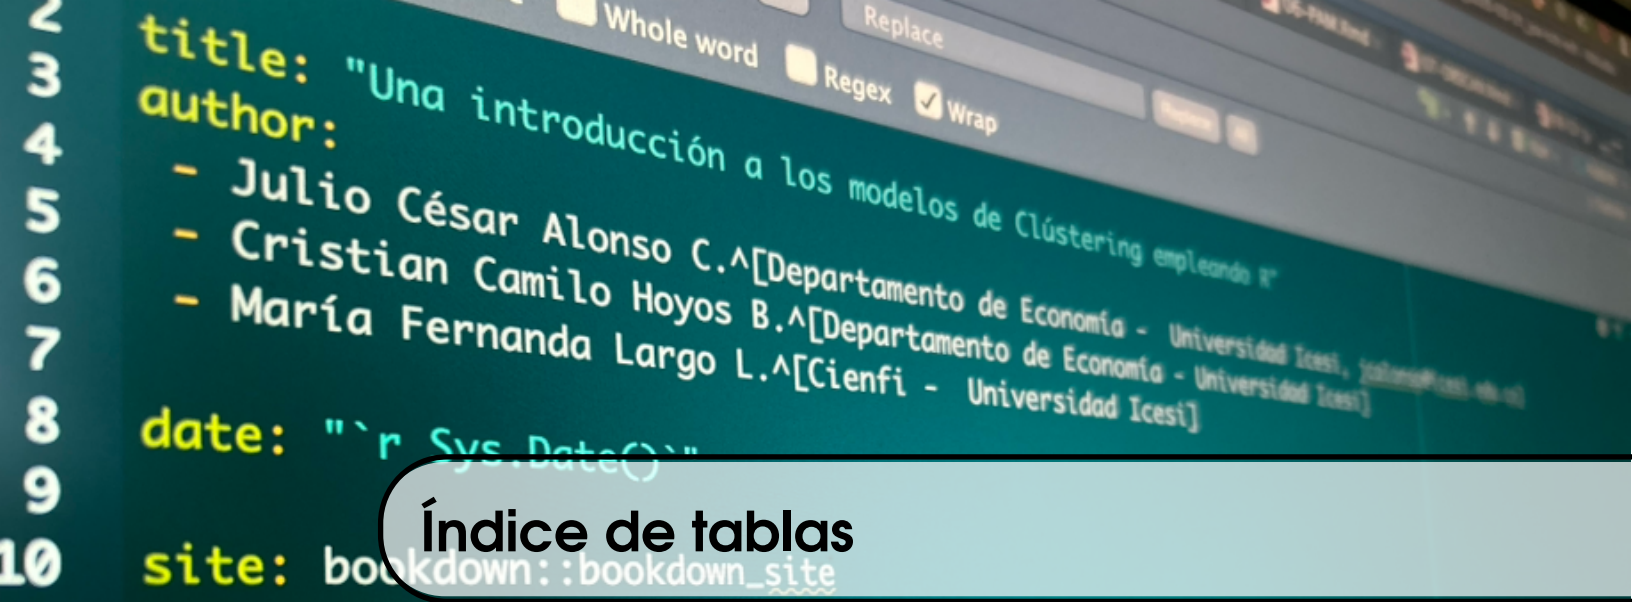 Whole word
Replace
Regex
Wrap
2
3
title: "Una introducción a los modelos de Clústering empleando R"
4
author:
5
- Julio César Alonso C.^[Departamento de Economía - Universidad Icesi,
6
- Cristian Camilo Hoyos B.^[Departamento de Economía - Universidad Icesi]
7
- María Fernanda Largo L.^[Cienfi - Universidad Icesi]
8
date: "`r Sys.Date()`"
9
10
site: bookdown::bookdown_site
Índice de tablas